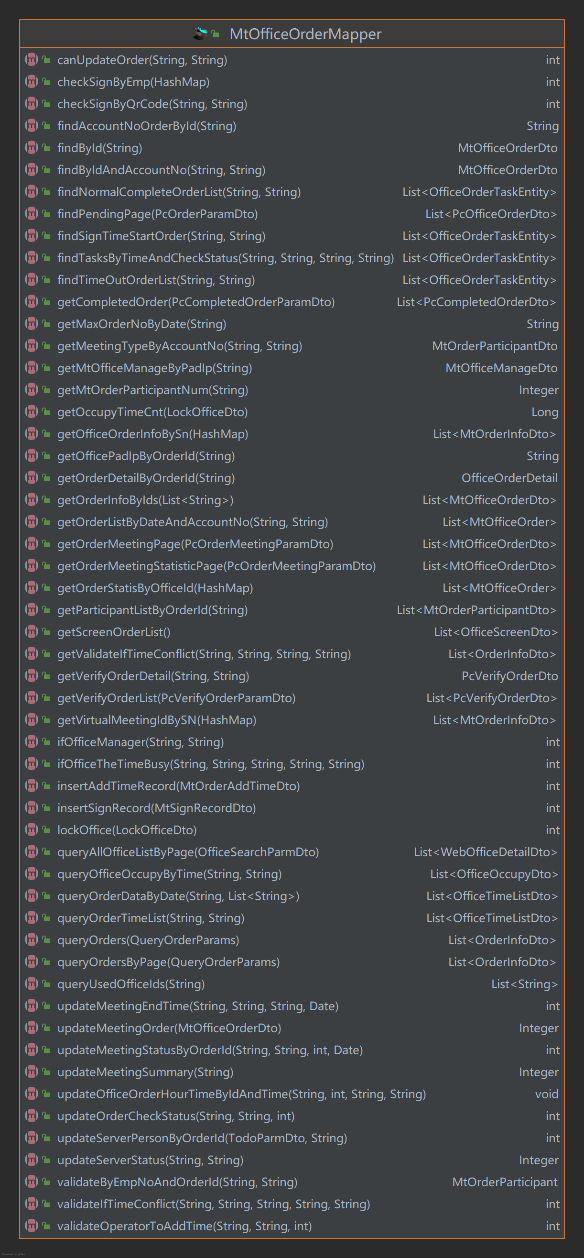 MtOfficeOrderMapper
canUpdateOrder(String, String) int
checkSignByEmp(HashMap) int
checkSignByQrCode(String, String) int
findAccountNoOrderById(String) String
findById(String) MtOfficeOrderDto
findByIdAndAccountNo(String, String) MtOfficeOrderDto
findNormalCompleteOrderList(String, String) List<OfficeOrderTaskEntity>
findPendingPage(PcOrderParamDto) List<PcOfficeOrderDto>
findSignTimeStartOrder(String, String) List<OfficeOrderTaskEntity>
findTasksByTimeAndCheckStatus(String, String, String, String) List<OfficeOrderTaskEntity>
findTimeOutOrderList(String, String) List<OfficeOrderTaskEntity>
getCompletedOrder(PcCompletedOrderParamDto) List<PcCompletedOrderDto>
getMaxOrderNoByDate(String) String
getMeetingTypeByAccountNo(String, String) MtOrderParticipantDto
getMtOfficeManageByPadIp(String) MtOfficeManageDto
getMtOrderParticipantNum(String) Integer
getOccupyTimeCnt(LockOfficeDto) Long
getOfficeOrderInfoBySn(HashMap) List<MtOrderInfoDto>
getOfficePadIpByOrderId(String) String
getOrderDetailByOrderId(String) OfficeOrderDetail
getOrderInfoByIds(List<String>) List<MtOfficeOrderDto>
getOrderListByDateAndAccountNo(String, String) List<MtOfficeOrder>
getOrderMeetingPage(PcOrderMeetingParamDto) List<MtOfficeOrderDto>
getOrderMeetingStatisticPage(PcOrderMeetingParamDto) List<MtOfficeOrderDto>
getOrderStatisByOfficeId(HashMap) List<MtOfficeOrder>
getParticipantListByOrderId(String) List<MtOrderParticipantDto>
getScreenOrderList() List<OfficeScreenDto>
getValidateIfTimeConflict(String, String, String, String) List<OrderInfoDto>
getVerifyOrderDetail(String, String) PcVerifyOrderDto
getVerifyOrderList(PcVerifyOrderParamDto) List<PcVerifyOrderDto>
getVirtualMeetingIdBySN(HashMap) List<MtOrderInfoDto>
ifOfficeManager(String, String) int
ifOfficeTheTimeBusy(String, String, String, String, String) int
insertAddTimeRecord(MtOrderAddTimeDto) int
insertSignRecord(MtSignRecordDto) int
lockOffice(LockOfficeDto) int
queryAllOfficeListByPage(OfficeSearchParmDto) List<WebOfficeDetailDto>
queryOfficeOccupyByTime(String, String) List<OfficeOccupyDto>
queryOrderDataByDate(String, List<String>) List<OfficeTimeListDto>
queryOrderTimeList(String, String) List<OfficeTimeListDto>
queryOrders(QueryOrderParams) List<OrderInfoDto>
queryOrdersByPage(QueryOrderParams) List<OrderInfoDto>
queryUsedOfficeIds(String) List<String>
updateMeetingEndTime(String, String, String, Date) int
updateMeetingOrder(MtOfficeOrderDto) Integer
updateMeetingStatusByOrderId(String, String, int, Date) int
updateMeetingSummary(String) Integer
updateOfficeOrderHourTimeByIdAndTime(String, int, String, String) void
updateOrderCheckStatus(String, String, int) int
updateServerPersonByOrderId(TodoParmDto, String) int
updateServerStatus(String, String) Integer
validateByEmpNoAndOrderId(String, String) MtOrderParticipant
validateIfTimeConflict(String, String, String, String, String) int
validateOperatorToAddTime(String, String, int) int